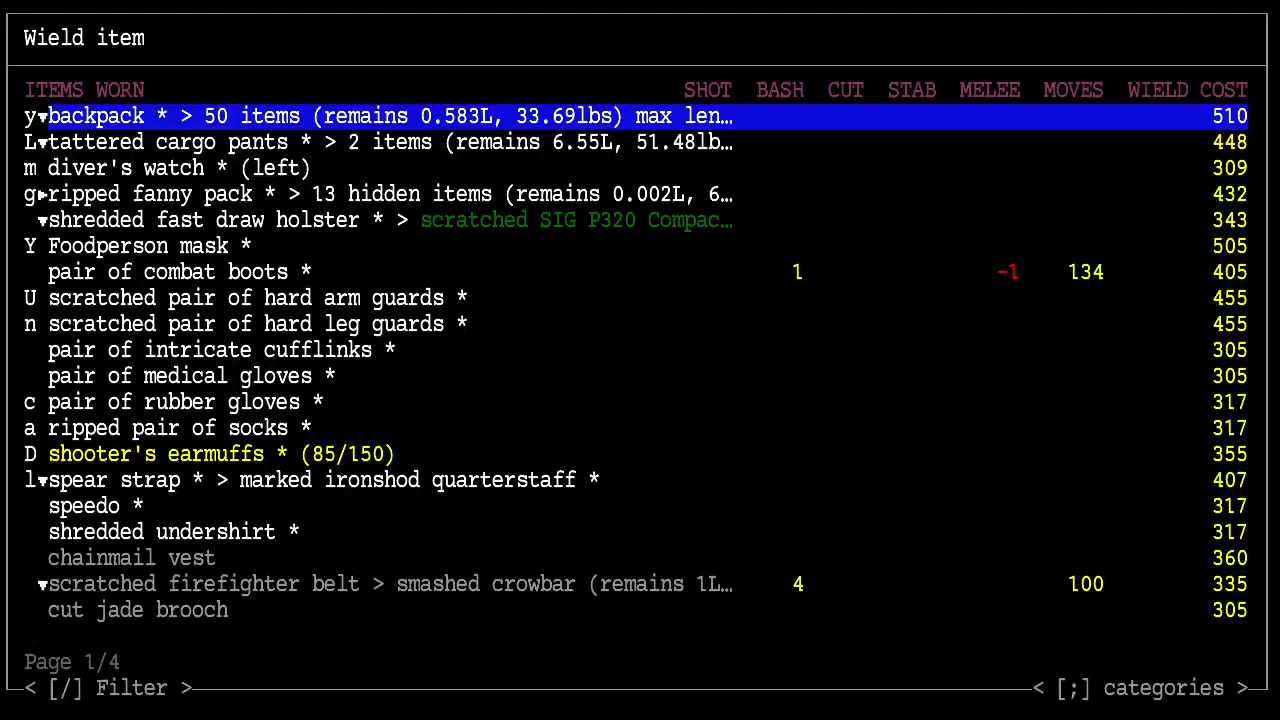 Wield item
ITEMS WORN SHOT BASH CUT STAB MELEE MOVES WIELD COST
y▾backpack * > 50 items (remains 0.583L, 33.69lbs) max len… 510
L▾tattered cargo pants * > 2 items (remains 6.55L, 51.48lb… 448
m diver's watch * (left) 309
g▸ripped fanny pack * > 13 hidden items (remains 0.002L, 6… 432
▾shredded fast draw holster * > scratched SIG P320 Compac… 343
Y Foodperson mask * 505
pair of combat boots * 1 -1 134 405
U scratched pair of hard arm guards * 455
n scratched pair of hard leg guards * 455
pair of intricate cufflinks * 305
pair of medical gloves * 305
c pair of rubber gloves * 317
a ripped pair of socks * 317
D shooter's earmuffs * (85/150) 355
l▾spear strap * > marked ironshod quarterstaff * 407
speedo * 317
shredded undershirt * 317
chainmail vest 360
▾scratched firefighter belt > smashed crowbar (remains 1L… 4 100 335
cut jade brooch 305
Page 1/4
< [/] Filter > < [;] categories >